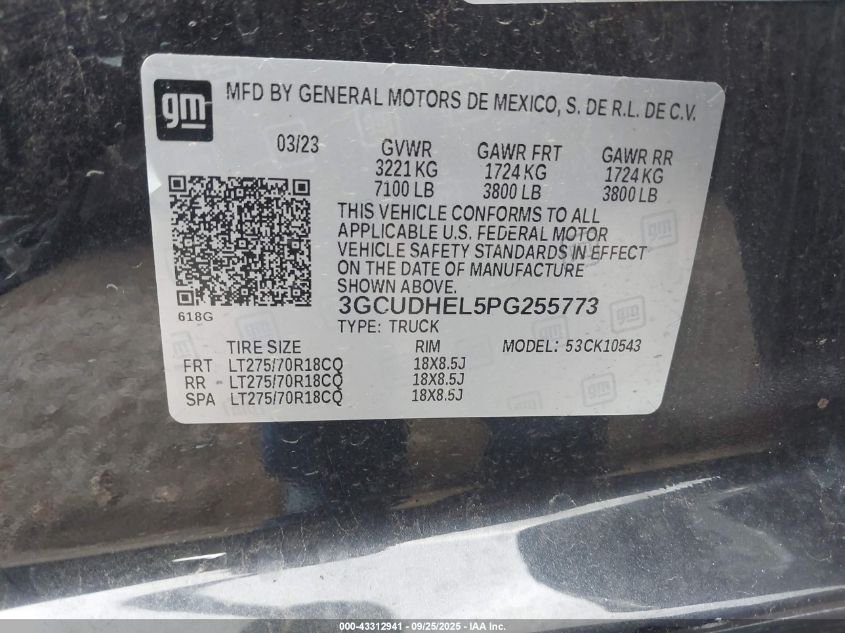 gm
MFD BY GENERAL MOTORS DE MEXICO, S. DE R.L. DE C.V.
03/23 GVWR GAWR FRT GAWR RR
3221 KG 1724 KG 1724 KG
7100 LB 3800 LB 3800 LB
THIS VEHICLE CONFORMS TO ALL
APPLICABLE U.S. FEDERAL MOTOR
VEHICLE SAFETY STANDARDS IN EFFECT
ON THE DATE OF MANUFACTURE
SHOWN ABOVE.
618G
3GCUDHEL5PG255773
TYPE: TRUCK
TIRE SIZE RIM MODEL: 53CK10543
FRT LT275/70R18CQ 18X8.5J
RR LT275/70R18CQ 18X8.5J
SPA LT275/70R18CQ 18X8.5J
000-43312941 - 09/25/2025 - IAA Inc.